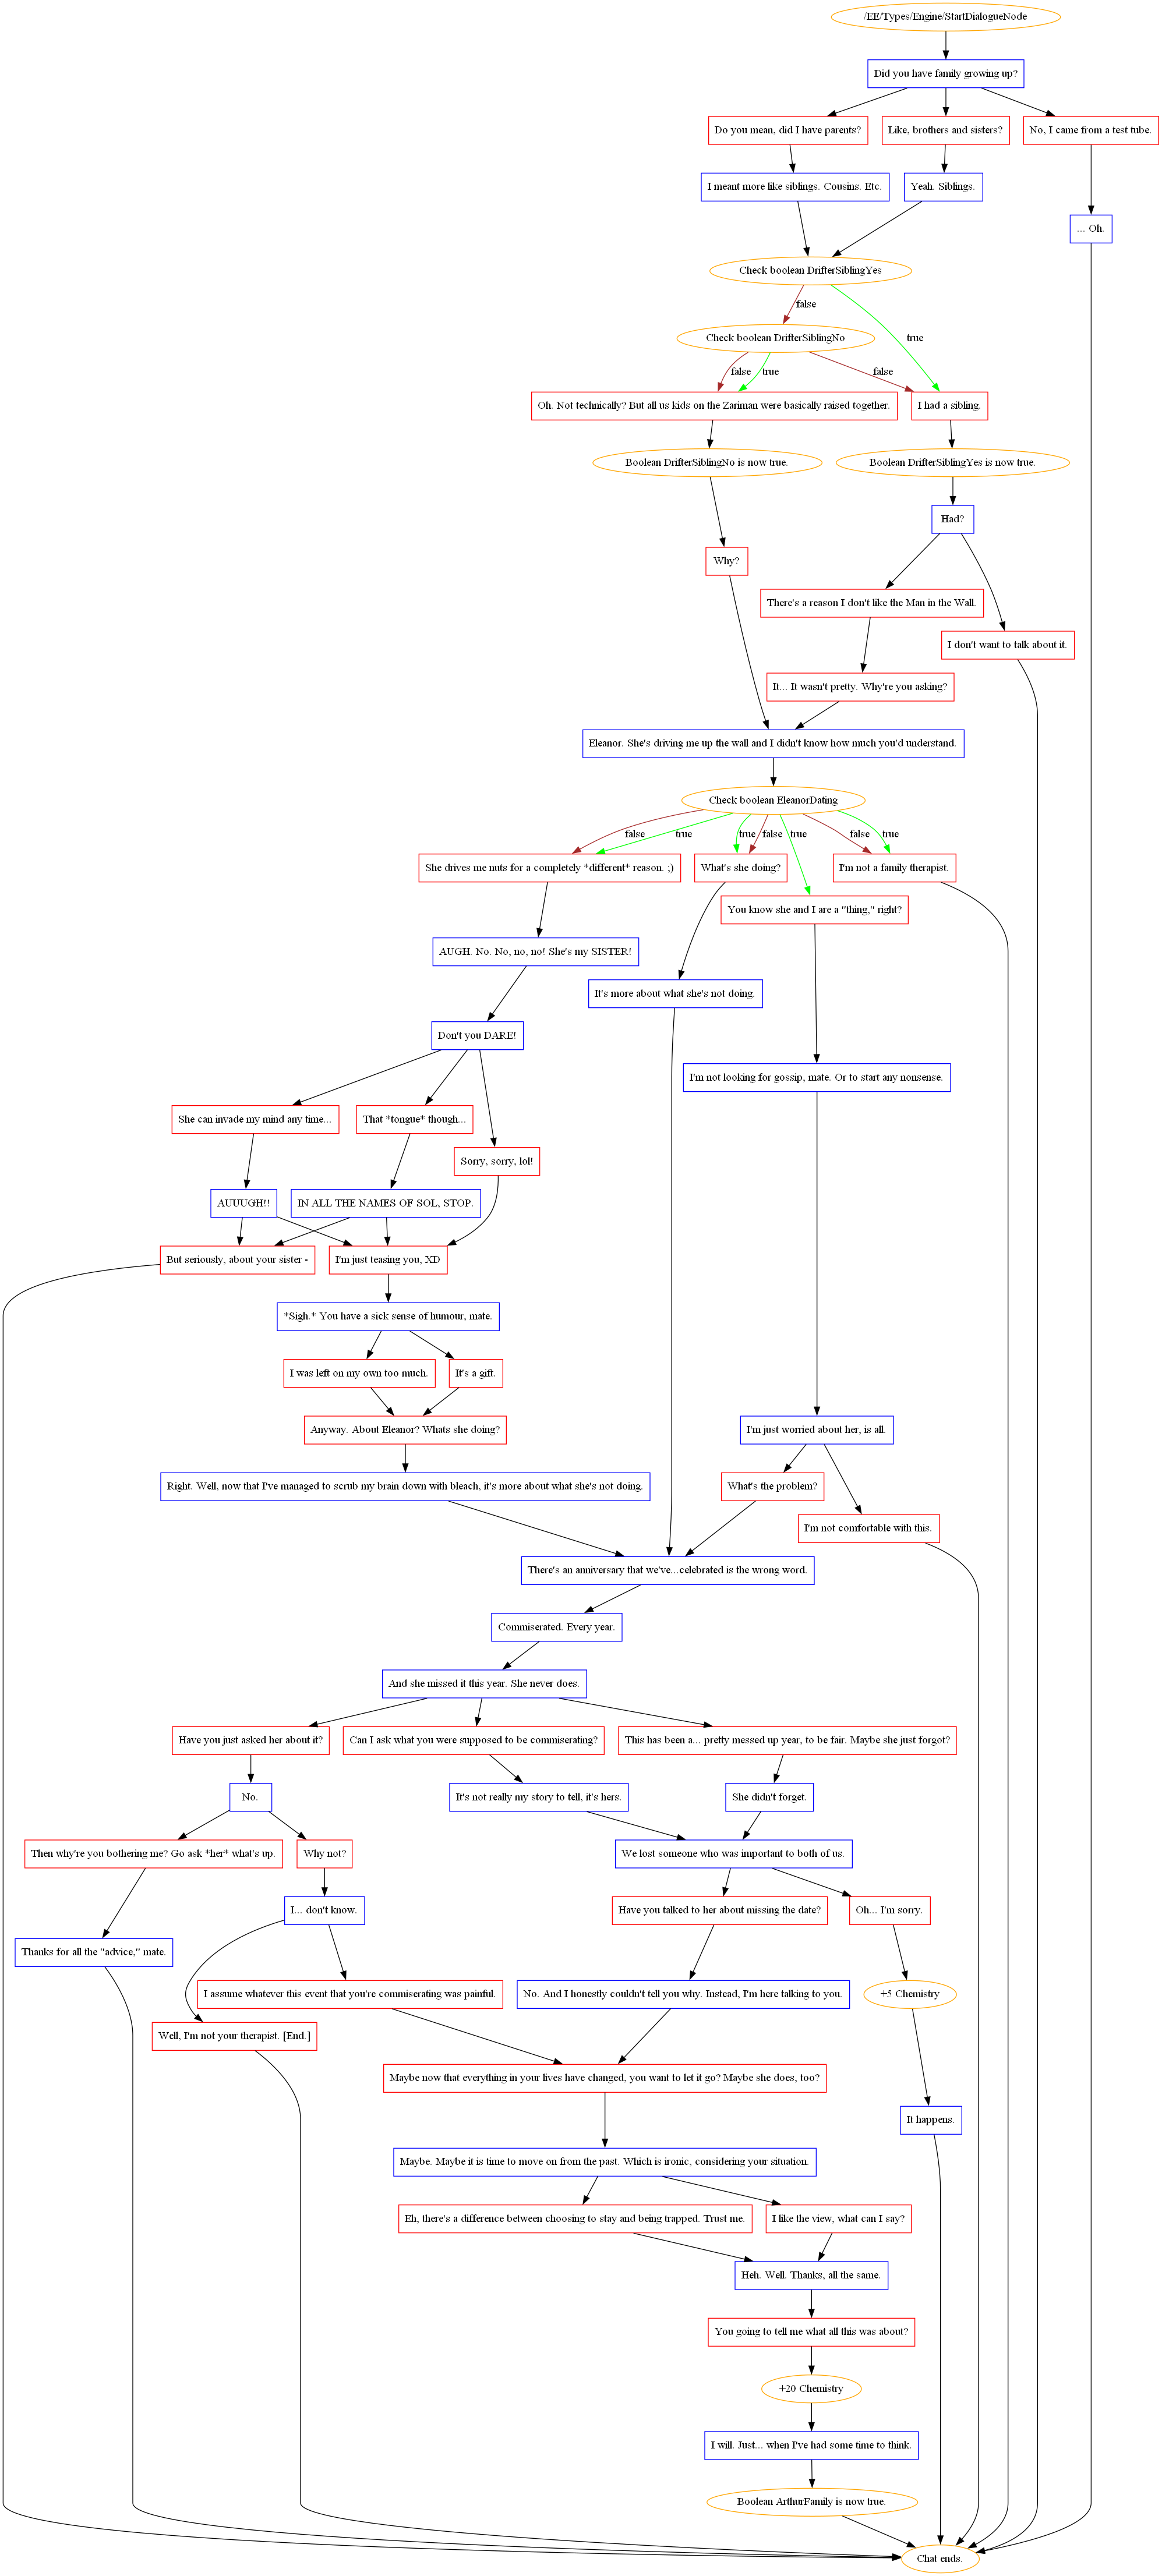 /EE/Types/Engine/StartDialogueNode
Did you have family growing up?
Do you mean, did I have parents?
Like, brothers and sisters?
No, I came from a test tube.
I meant more like siblings. Cousins. Etc.
Yeah. Siblings.
... Oh.
Check boolean DrifterSiblingYes
false
true
Check boolean DrifterSiblingNo
false
true
false
Oh. Not technically? But all us kids on the Zariman were basically raised together.
I had a sibling.
Boolean DrifterSiblingNo is now true.
Boolean DrifterSiblingYes is now true.
Had?
Why?
There's a reason I don't like the Man in the Wall.
I don't want to talk about it.
It... It wasn't pretty. Why're you asking?
Eleanor. She's driving me up the wall and I didn't know how much you'd understand.
Check boolean EleanorDating
false
true
true
false
true
false
true
She drives me nuts for a completely *different* reason. ;)
What's she doing?
I'm not a family therapist.
You know she and I are a "thing," right?
AUGH. No. No, no, no! She's my SISTER!
It's more about what she's not doing.
Don't you DARE!
I'm not looking for gossip, mate. Or to start any nonsense.
She can invade my mind any time...
That *tongue* though...
Sorry, sorry, lol!
AUUUGH!!
IN ALL THE NAMES OF SOL, STOP.
But seriously, about your sister -
I'm just teasing you, XD
*Sigh.* You have a sick sense of humour, mate.
I was left on my own too much.
It's a gift.
Anyway. About Eleanor? Whats she doing?
I'm just worried about her, is all.
Right. Well, now that I've managed to scrub my brain down with bleach, it's more about what she's not doing.
What's the problem?
I'm not comfortable with this.
There's an anniversary that we've...celebrated is the wrong word.
Commiserated. Every year.
And she missed it this year. She never does.
Have you just asked her about it?
Can I ask what you were supposed to be commiserating?
This has been a... pretty messed up year, to be fair. Maybe she just forgot?
No.
It's not really my story to tell, it's hers.
She didn't forget.
Then why're you bothering me? Go ask *her* what's up.
Why not?
We lost someone who was important to both of us.
I... don't know.
Have you talked to her about missing the date?
Oh... I'm sorry.
Thanks for all the "advice," mate.
I assume whatever this event that you're commiserating was painful.
No. And I honestly couldn't tell you why. Instead, I'm here talking to you.
+5 Chemistry
Well, I'm not your therapist. [End.]
Maybe now that everything in your lives have changed, you want to let it go? Maybe she does, too?
It happens.
Maybe. Maybe it is time to move on from the past. Which is ironic, considering your situation.
Eh, there's a difference between choosing to stay and being trapped. Trust me.
I like the view, what can I say?
Heh. Well. Thanks, all the same.
You going to tell me what all this was about?
+20 Chemistry
I will. Just... when I've had some time to think.
Boolean ArthurFamily is now true.
Chat ends.